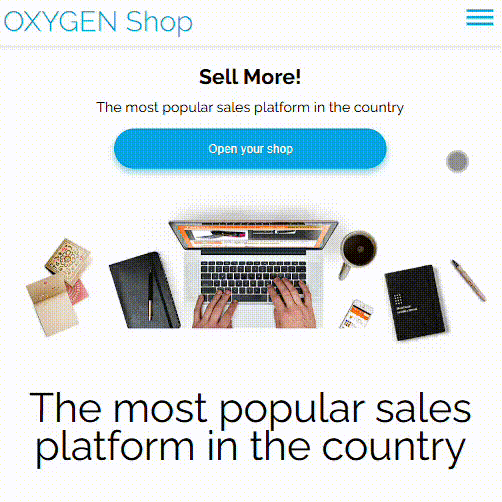 OXYGEN Shop
Sell More!
The most popular sales platform in the country
Open your shop
The most popular sales
platform in the country